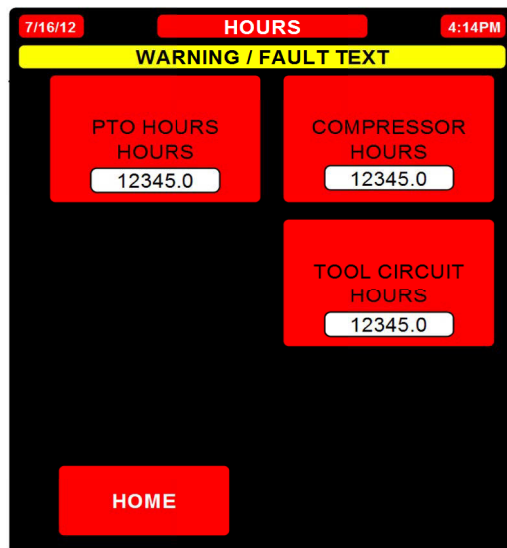 7/16/12 HOURS 4:14PM
WARNING / FAULT TEXT
PTO HOURS
HOURS
12345.0
COMPRESSOR
HOURS
12345.0
TOOL CIRCUIT
HOURS
12345.0
HOME